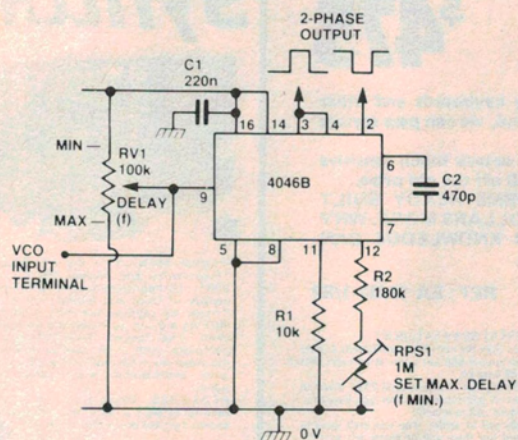 2-PHASE
OUTPUT
C1
220n
16
14
3
4
2
MIN
RV1
100k
DELAY
(f)
MAX
9
4046B
6
C2
470p
7
VCO
INPUT
TERMINAL
5
8
11
12
R1
10k
R2
180k
RPS1
1M
SET MAX. DELAY
(f MIN.)
0 V